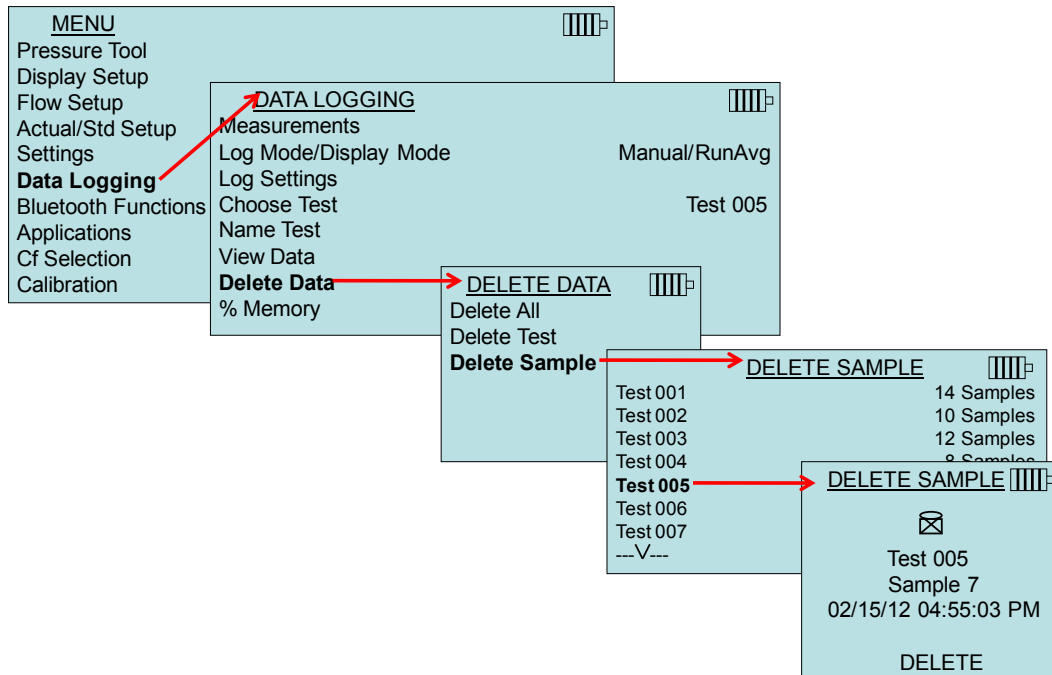 MENU
Pressure Tool
Display Setup
Flow Setup
Actual/Std Setup
Settings
Data Logging
Bluetooth Functions
Applications
Cf Selection
Calibration
DATA LOGGING
Measurements
Log Mode/Display Mode Manual/RunAvg
Log Settings
Choose Test Test 005
Name Test
View Data
Delete Data
% Memory
DELETE DATA
Delete All
Delete Test
Delete Sample
DELETE SAMPLE
Test 001 14 Samples
Test 002 10 Samples
Test 003 12 Samples
Test 004 8 Samples
Test 005
Test 006
Test 007
---V---
DELETE SAMPLE
Test 005
Sample 7
02/15/12 04:55:03 PM
DELETE